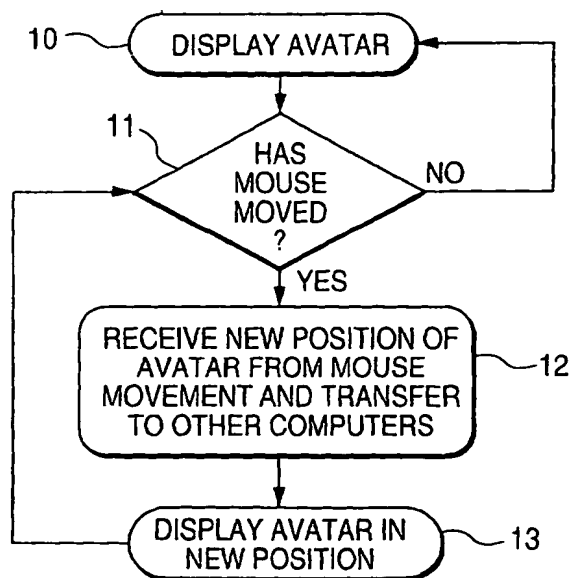 10
DISPLAY AVATAR
11
HAS
MOUSE
MOVED
?
NO
YES
RECEIVE NEW POSITION OF
AVATAR FROM MOUSE
MOVEMENT AND TRANSFER
TO OTHER COMPUTERS
12
DISPLAY AVATAR IN
NEW POSITION
13